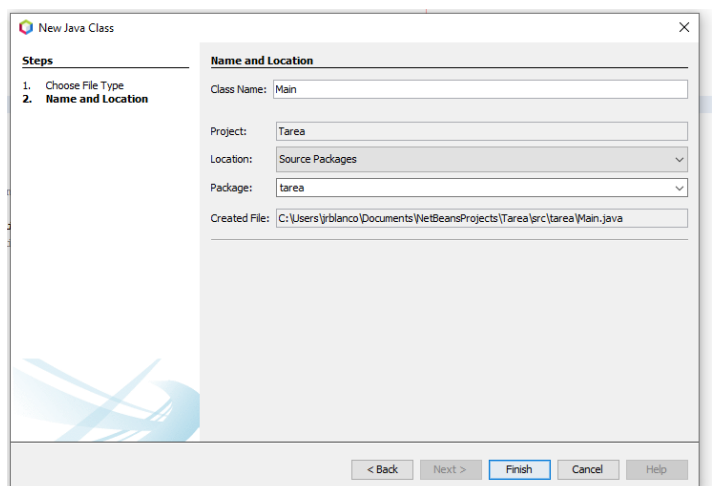 New Java Class
Steps
1. Choose File Type
2. Name and Location
Name and Location
Class Name: Main
Project: Tarea
Location: Source Packages
Package: tarea
Created File: C:\Users\jrblanco\Documents\NetBeansProjects\Tarea\src\tarea\Main.java
< Back Next > Finish Cancel Help